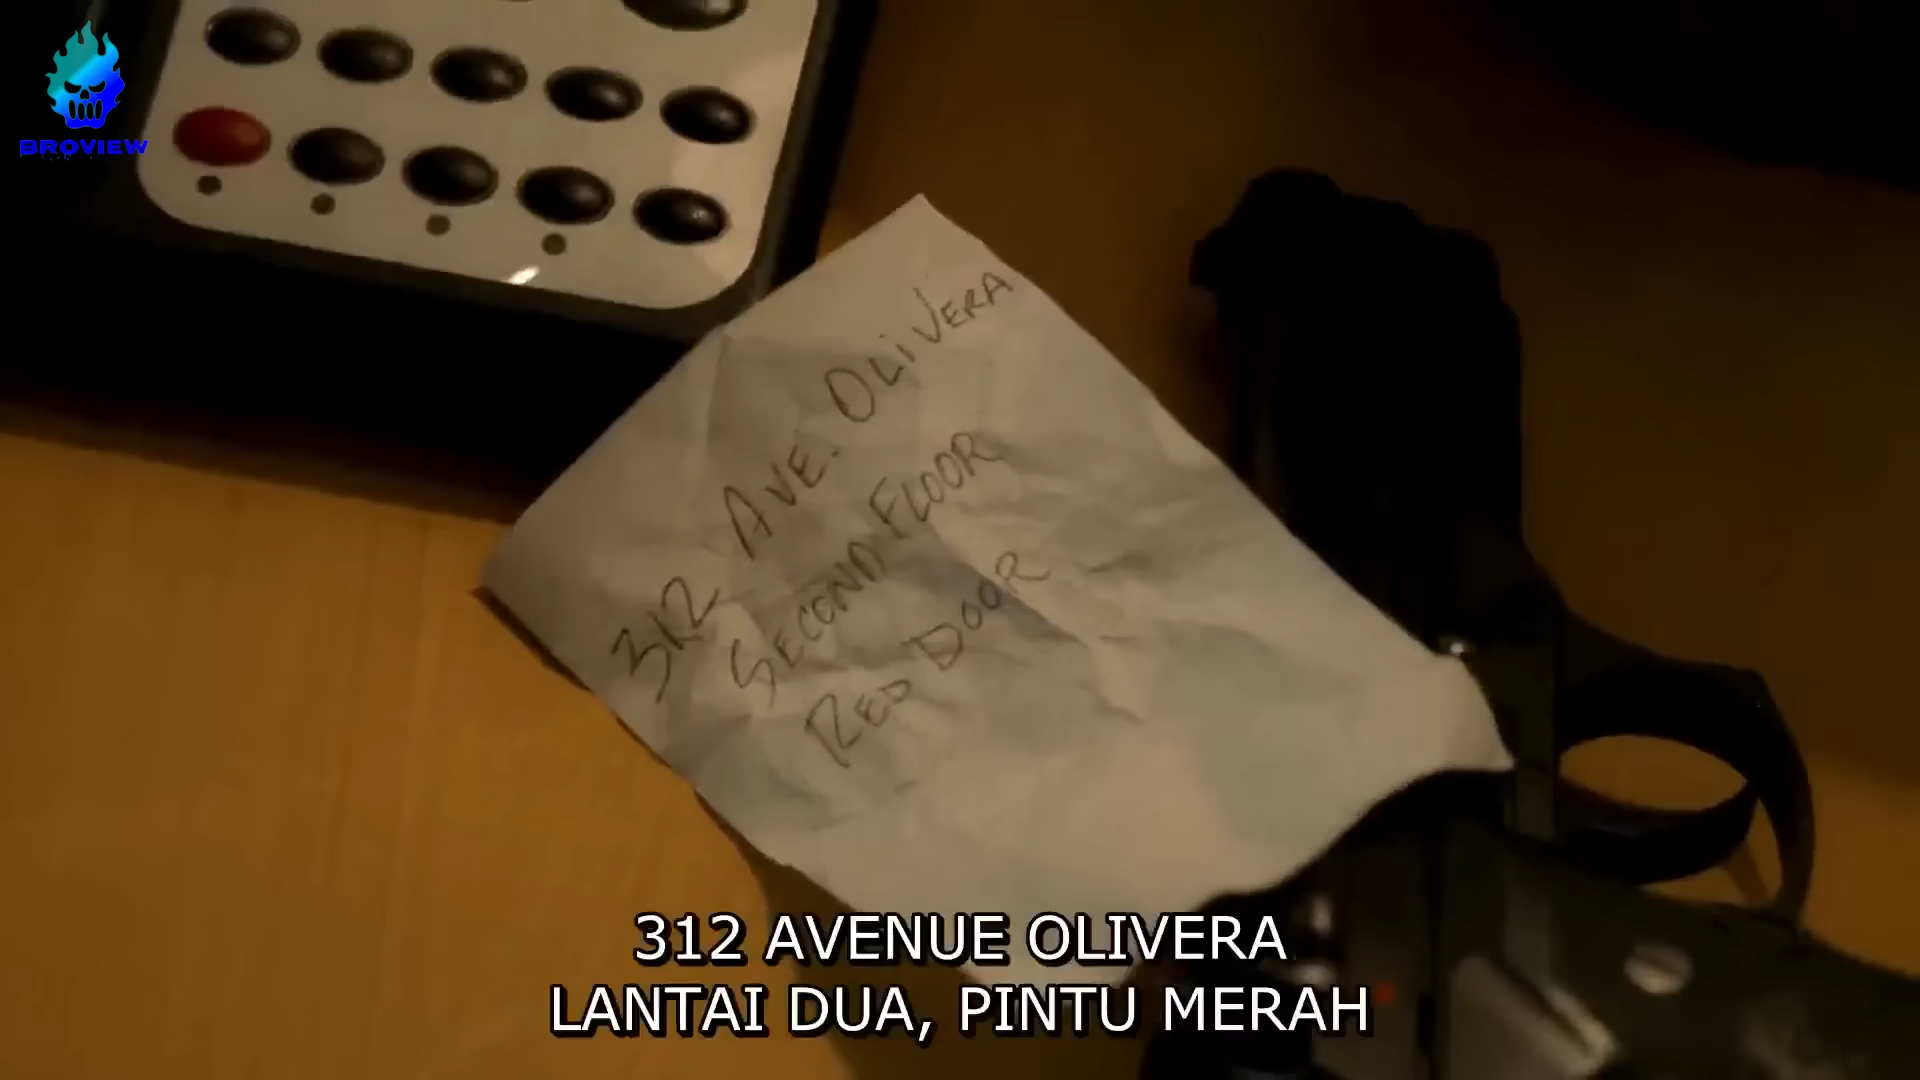 BROVIEW
312 AVE. OLIVERA
SECOND FLOOR
RED DOOR
312 AVENUE OLIVERA
LANTAI DUA, PINTU MERAH